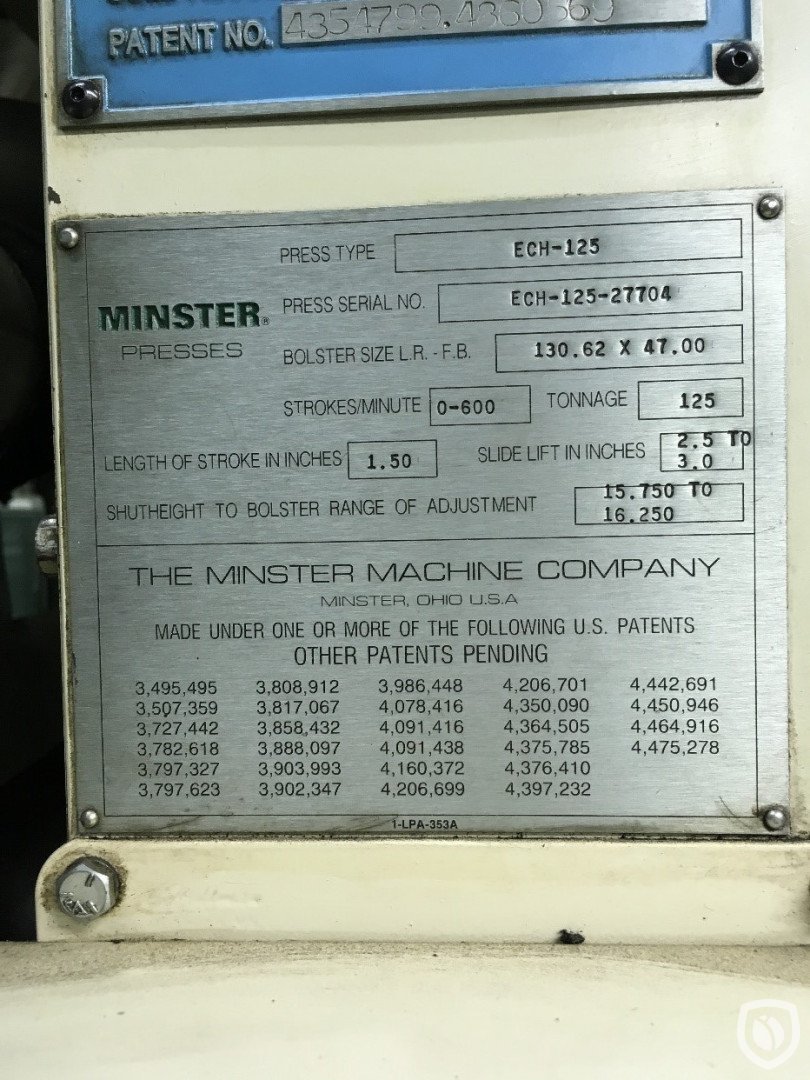 PATENT NO. 4354799.4880369
PRESS TYPE ECH-125
MINSTER® PRESS SERIAL NO. ECH-125-27704
PRESSES BOLSTER SIZE L.R. - F.B. 130.62 X 47.00
STROKES/MINUTE 0-600 TONNAGE 125
LENGTH OF STROKE IN INCHES 1.50 SLIDE LIFT IN INCHES 2.5 TO
3.0
SHUTHEIGHT TO BOLSTER RANGE OF ADJUSTMENT 15.750 TO
16.250
THE MINSTER MACHINE COMPANY
MINSTER, OHIO U.S.A
MADE UNDER ONE OR MORE OF THE FOLLOWING U.S. PATENTS
OTHER PATENTS PENDING
3,495,495 3,808,912 3,986,448 4,206,701 4,442,691
3,507,359 3,817,067 4,078,416 4,350,090 4,450,946
3,727,442 3,858,432 4,091,416 4,364,505 4,464,916
3,782,618 3,888,097 4,091,438 4,375,785 4,475,278
3,797,327 3,903,993 4,160,372 4,376,410
3,797,623 3,902,347 4,206,699 4,397,232
1-LPA-353A